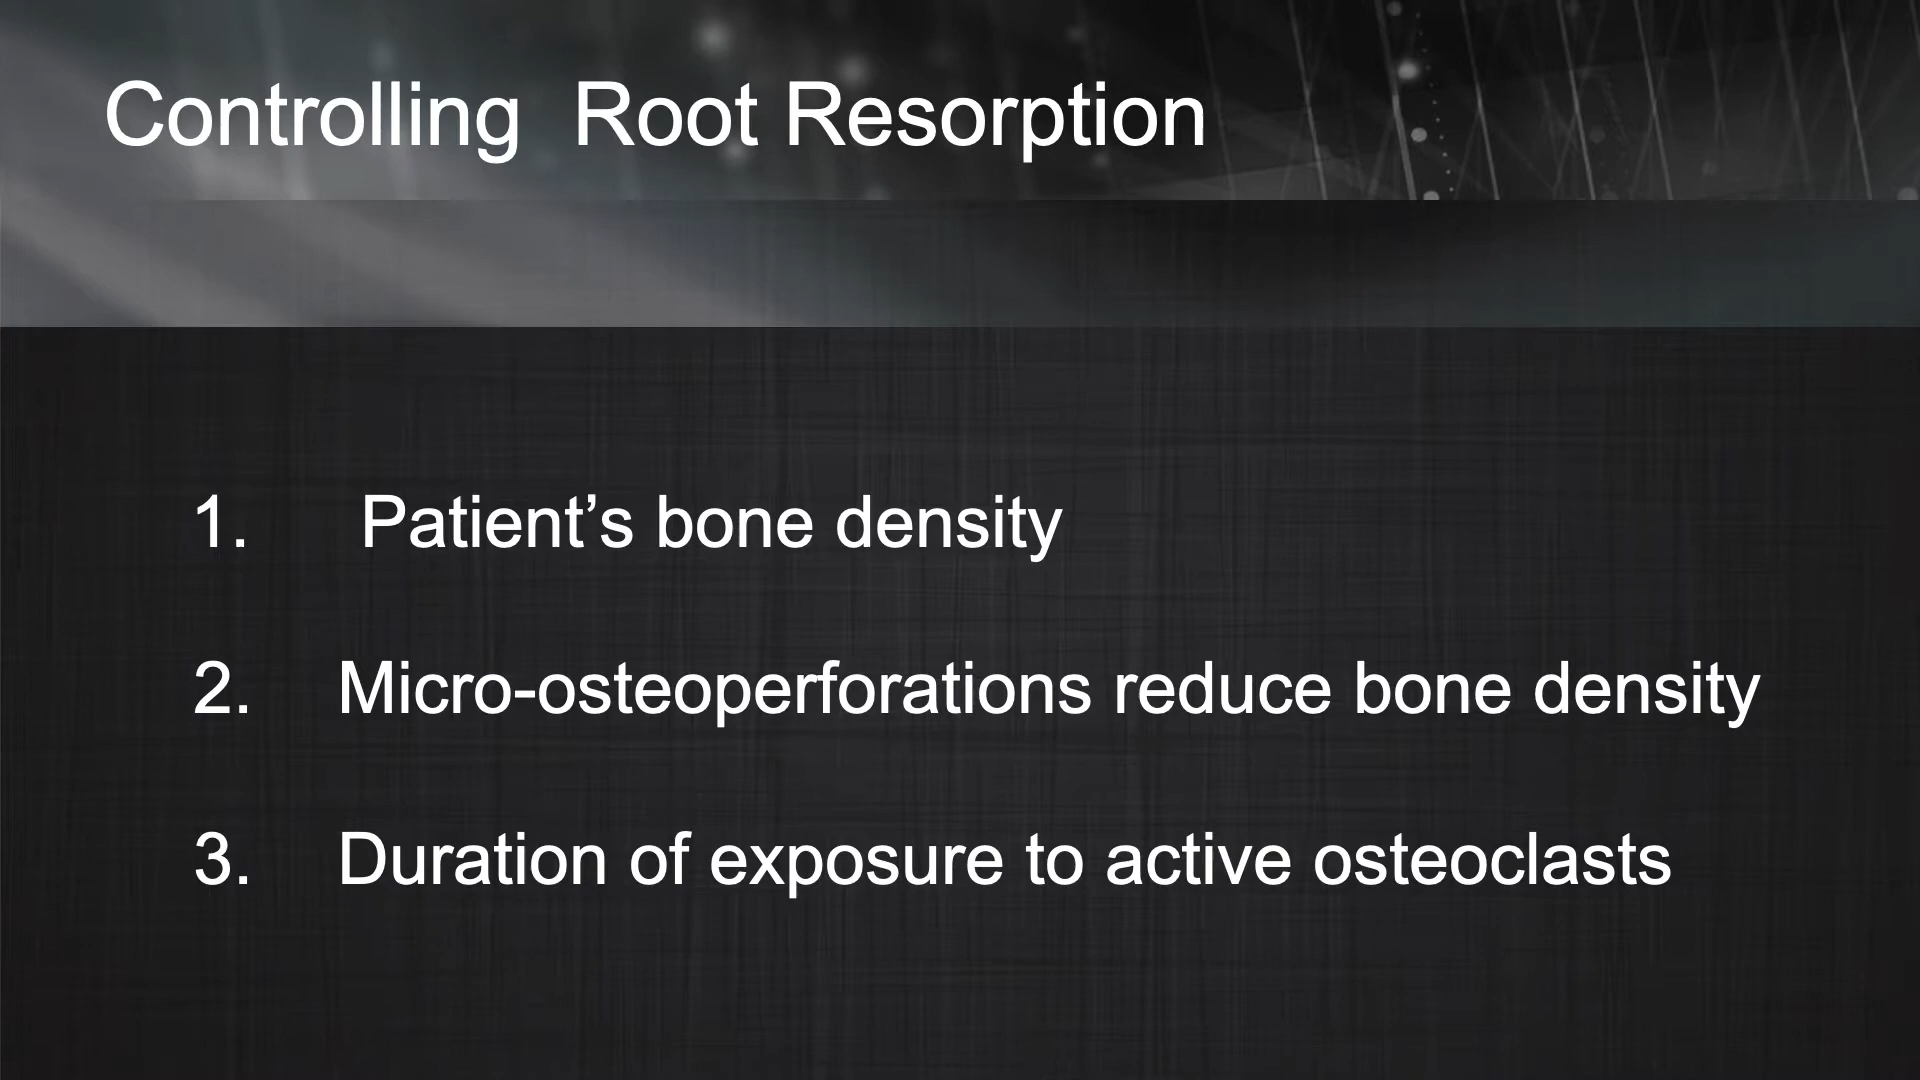 Controlling  Root Resorption
1. Patient’s bone density
2. Micro-osteoperforations reduce bone density
3. Duration of exposure to active osteoclasts